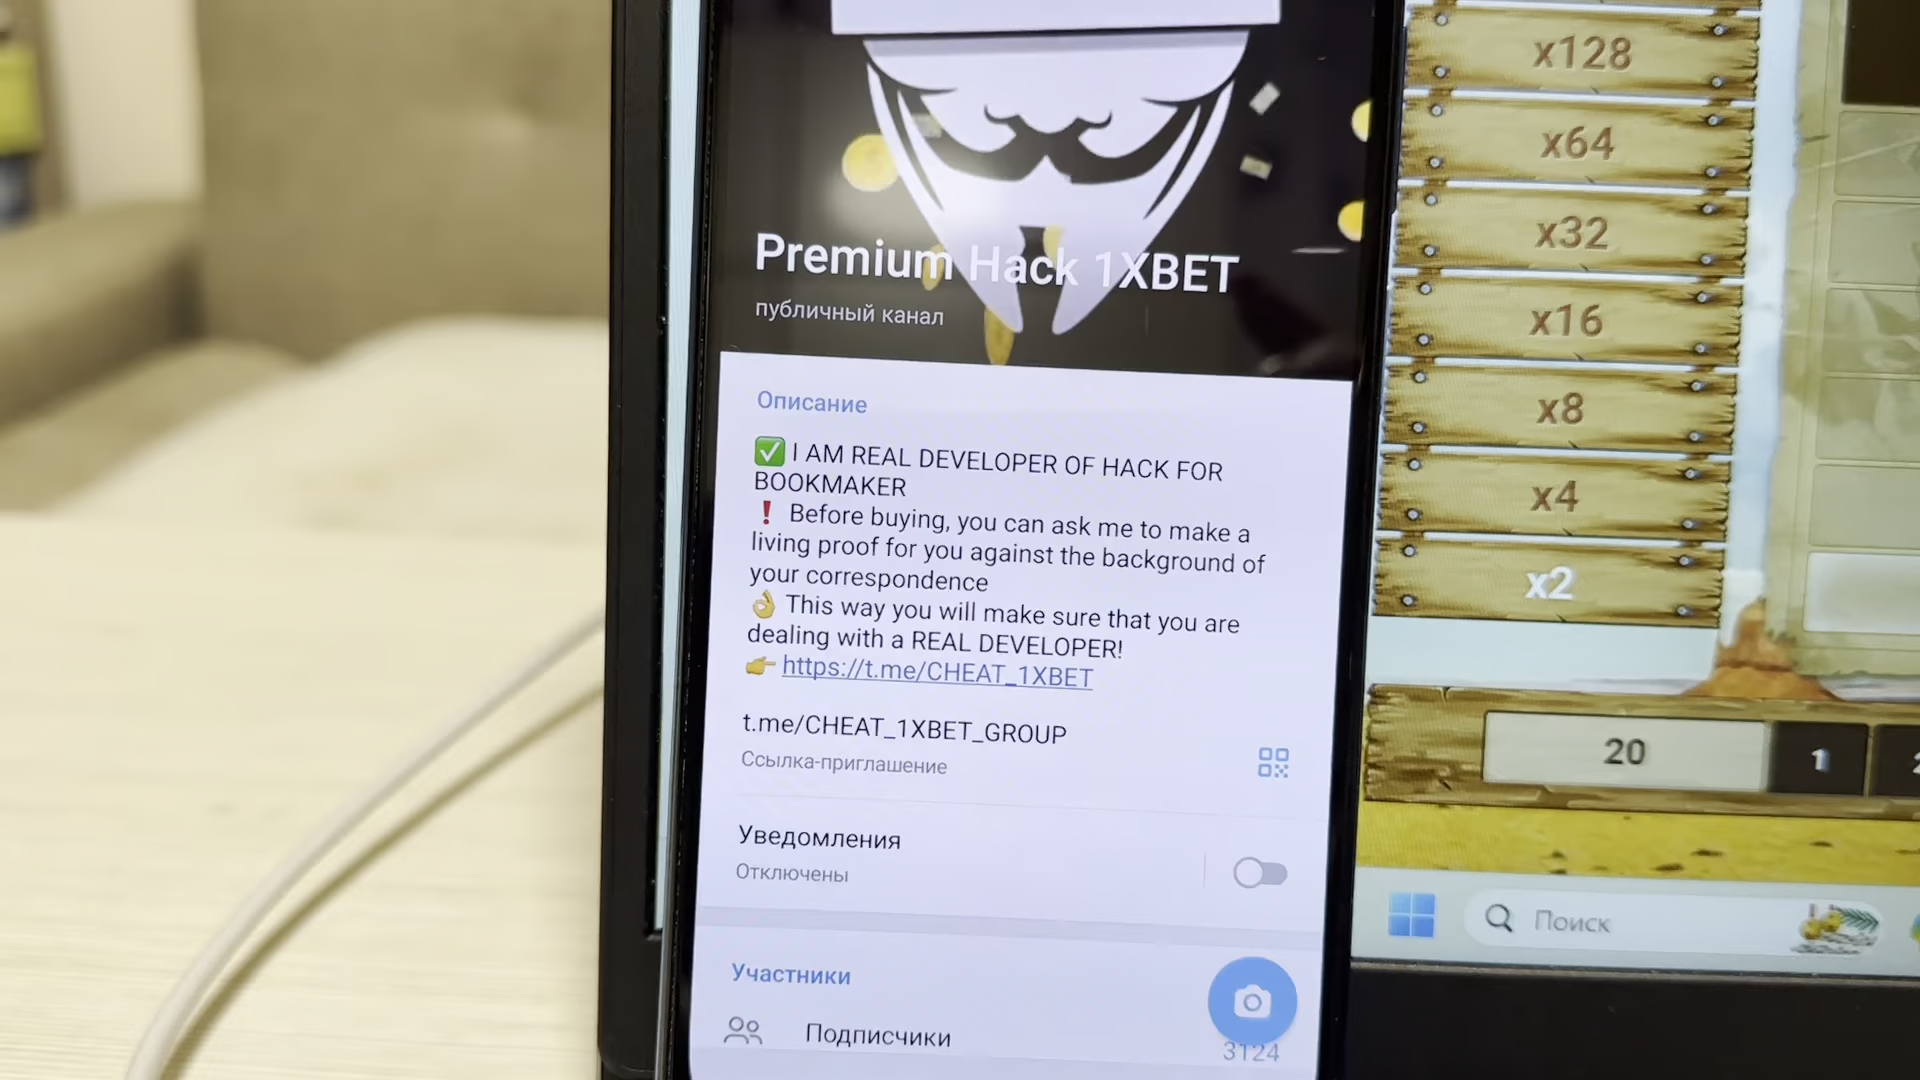 Premium Hack 1XBET
публичный канал
Описание
✅ I AM REAL DEVELOPER OF HACK FOR
BOOKMAKER
❗ Before buying, you can ask me to make a
living proof for you against the background of
your correspondence
👌 This way you will make sure that you are
dealing with a REAL DEVELOPER!
👉 https://t.me/CHEAT_1XBET
t.me/CHEAT_1XBET_GROUP
Ссылка-приглашение
Уведомления
Отключены
Участники
Подписчики
3124
x128
x64
x32
x16
x8
x4
x2
20
1
Поиск